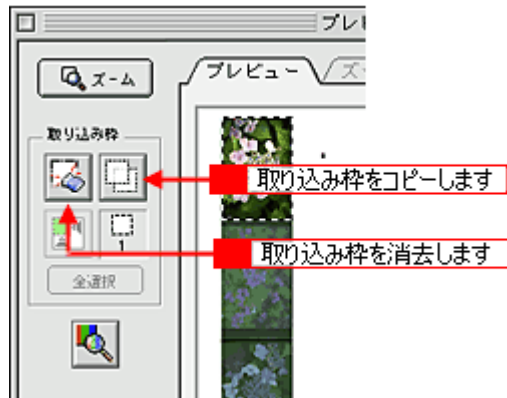 プレビ
ズーム
プレビュー
ズ
取り込み枠
取り込み枠をコピーします
1
取り込み枠を消去します
全選択